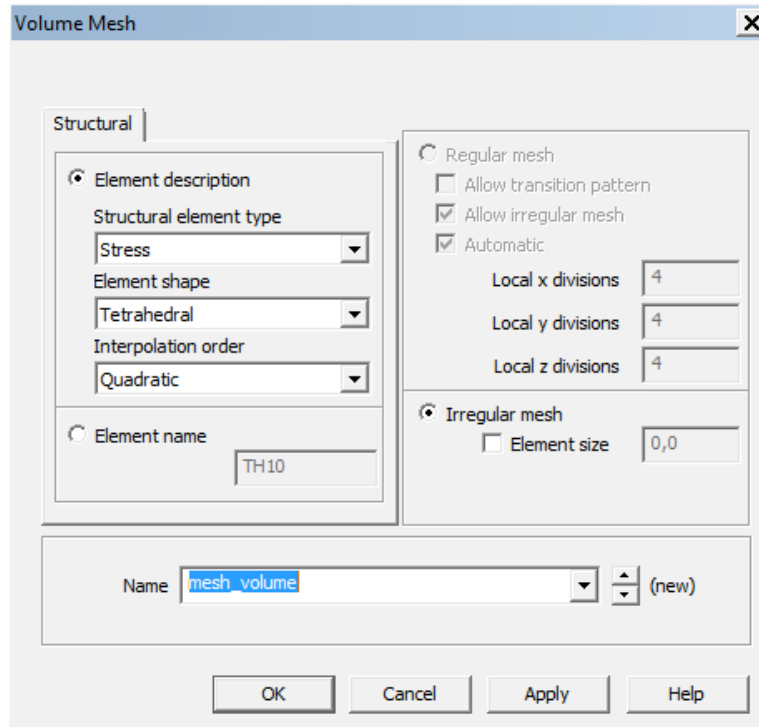 Volume Mesh
Structural
Element description
Structural element type
Stress
Element shape
Tetrahedral
Interpolation order
Quadratic
Element name
TH10
Regular mesh
Allow transition pattern
Allow irregular mesh
Automatic
Local x divisions 4
Local y divisions 4
Local z divisions 4
Irregular mesh
Element size 0,0
Name mesh_volume (new)
OK Cancel Apply Help